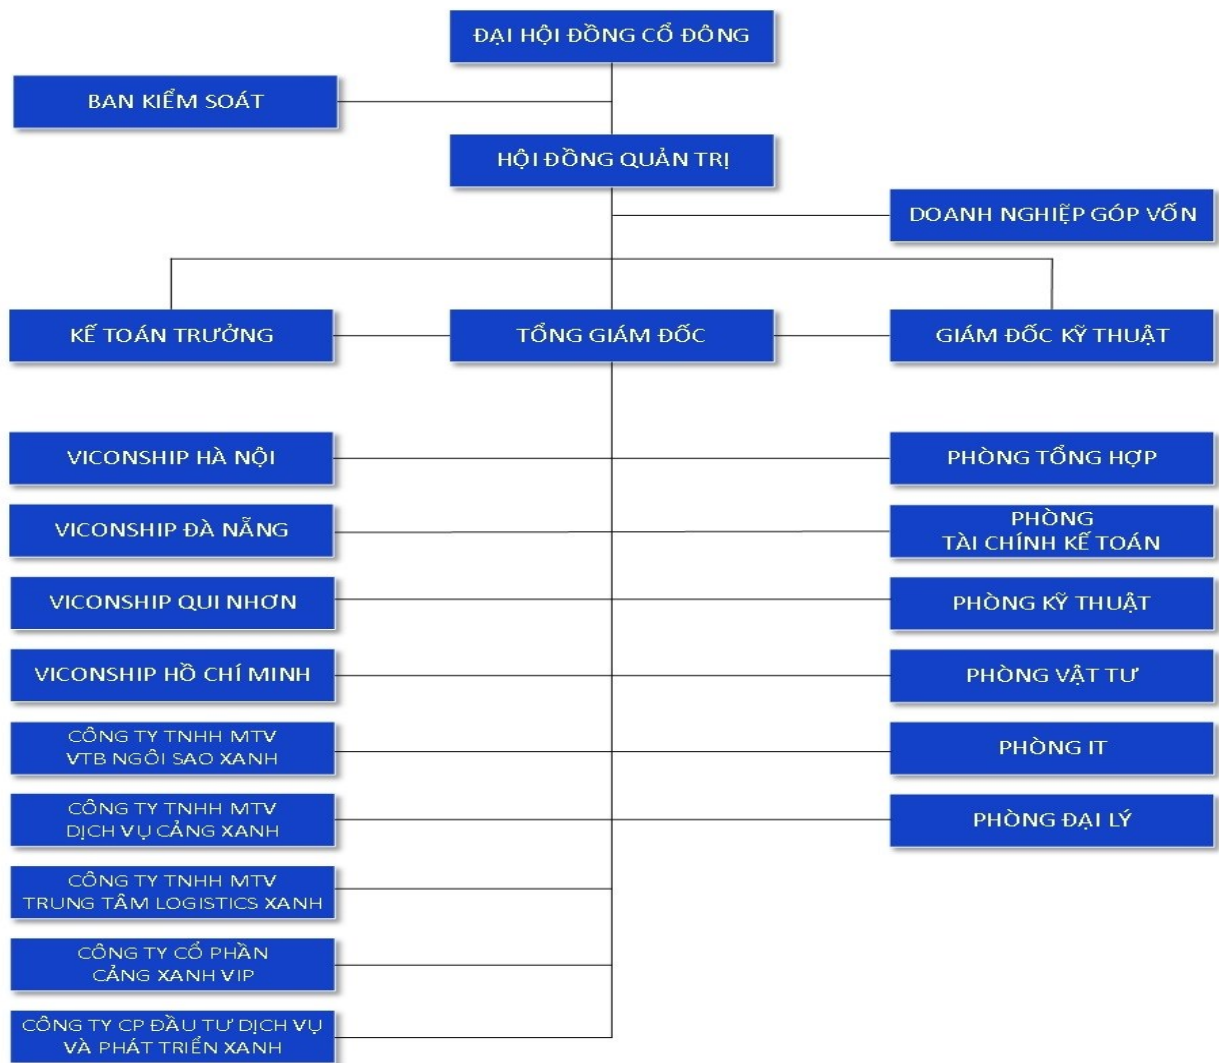 ĐẠI HỘI ĐỒNG CỔ ĐÔNG
BAN KIỂM SOÁT
HỘI ĐỒNG QUẢN TRỊ
DOANH NGHIỆP GÓP VỐN
KẾ TOÁN TRƯỞNG
TỔNG GIÁM ĐỐC
GIÁM ĐỐC KỸ THUẬT
VICONSHIP HÀ NỘI
PHÒNG TỔNG HỢP
VICONSHIP ĐÀ NẴNG
PHÒNG
TÀI CHÍNH KẾ TOÁN
VICONSHIP QUI NHƠN
PHÒNG KỸ THUẬT
VICONSHIP HỒ CHÍ MINH
PHÒNG VẬT TƯ
CÔNG TY TNHH MTV
VTB NGÔI SAO XANH
PHÒNG IT
CÔNG TY TNHH MTV
DỊCH VỤ CẢNG XANH
PHÒNG ĐẠI LÝ
CÔNG TY TNHH MTV
TRUNG TÂM LOGISTICS XANH
CÔNG TY CỔ PHẦN
CẢNG XANH VIP
CÔNG TY CP ĐẦU TƯ DỊCH VỤ
VÀ PHÁT TRIỂN XANH